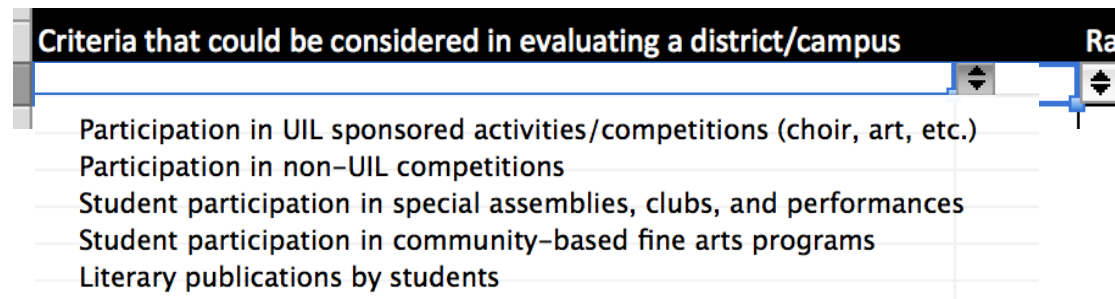 Criteria that could be considered in evaluating a district/campus Ra
Participation in UIL sponsored activities/competitions (choir, art, etc.)
Participation in non-UIL competitions
Student participation in special assemblies, clubs, and performances
Student participation in community-based fine arts programs
Literary publications by students